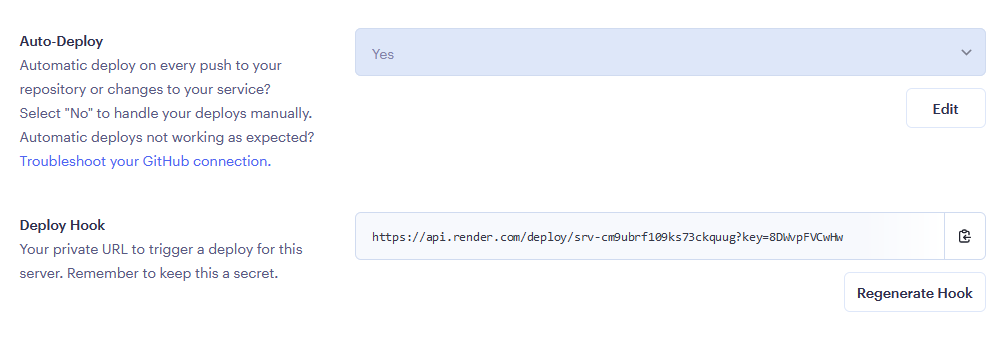 Auto-Deploy
Automatic deploy on every push to your
repository or changes to your service?
Select "No" to handle your deploys manually.
Automatic deploys not working as expected?
Troubleshoot your GitHub connection.
Yes
Edit
Deploy Hook
Your private URL to trigger a deploy for this
server. Remember to keep this a secret.
https://api.render.com/deploy/srv-cm9ubrf109ks73ckquug?key=8DWvpFVCwHw
Regenerate Hook